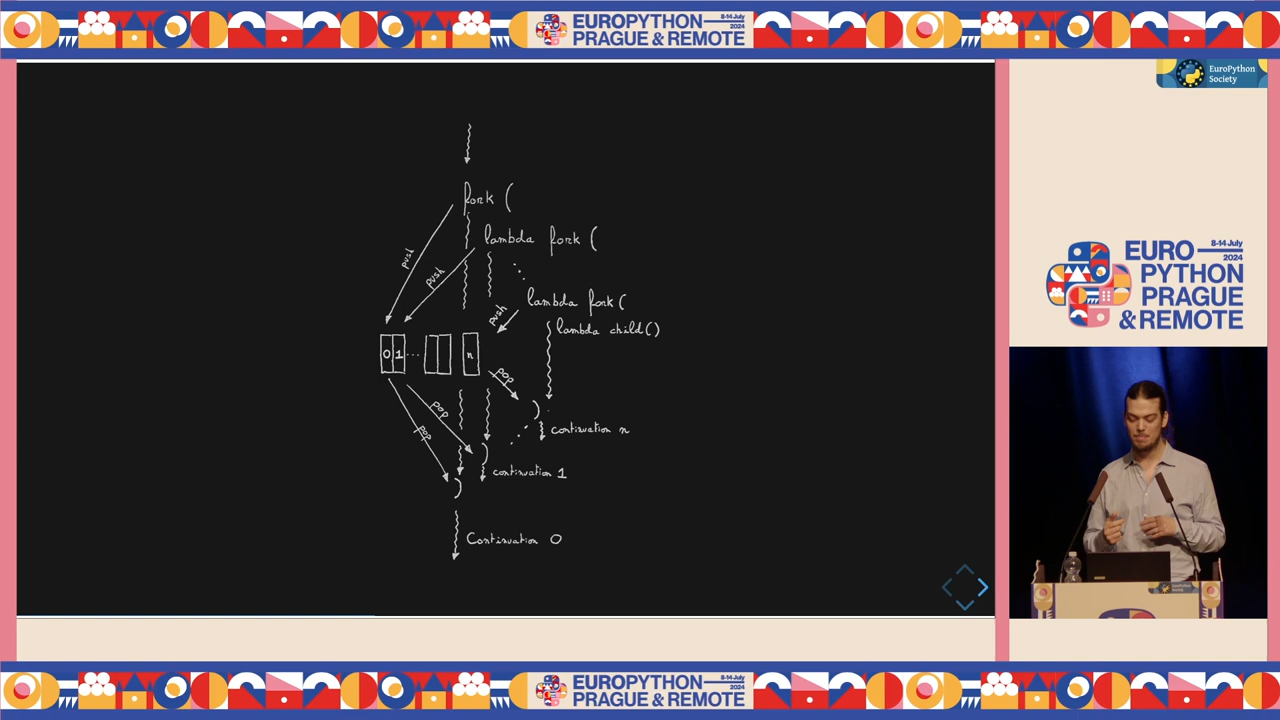 EUROPYTHON
8-14 July
2024
PRAGUE & REMOTE
EuroPython
Society
fork (
lambda fork (
push
push
lambda fork (
push
lambda child()
0 1 ... n
pop
pop
pop
)
continuation n
)
continuation 1
)
Continuation 0
EURO
8-14 July
2024
PYTHON
PRAGUE
& REMOTE
EuroPython
Society
EUROPYTHON
8-14 July
2024
PRAGUE & REMOTE